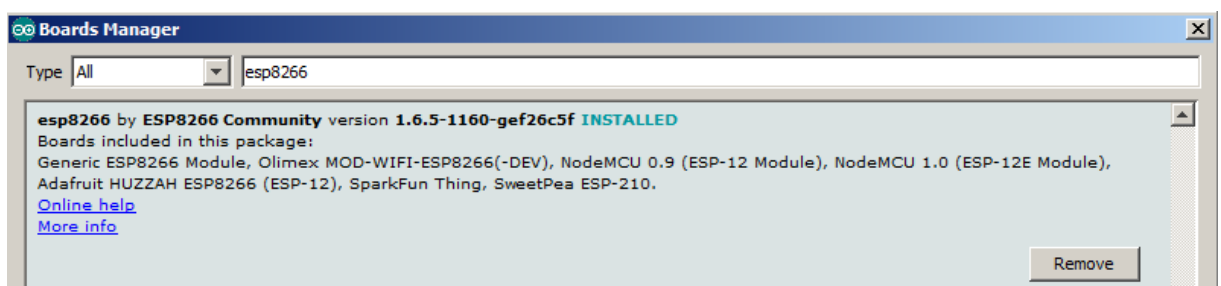 Boards Manager
Type All esp8266
esp8266 by ESP8266 Community version 1.6.5-1160-gef26c5f INSTALLED
Boards included in this package:
Generic ESP8266 Module, Olimex MOD-WIFI-ESP8266(-DEV), NodeMCU 0.9 (ESP-12 Module), NodeMCU 1.0 (ESP-12E Module),
Adafruit HUZZAH ESP8266 (ESP-12), SparkFun Thing, SweetPea ESP-210.
Online help
More info
Remove